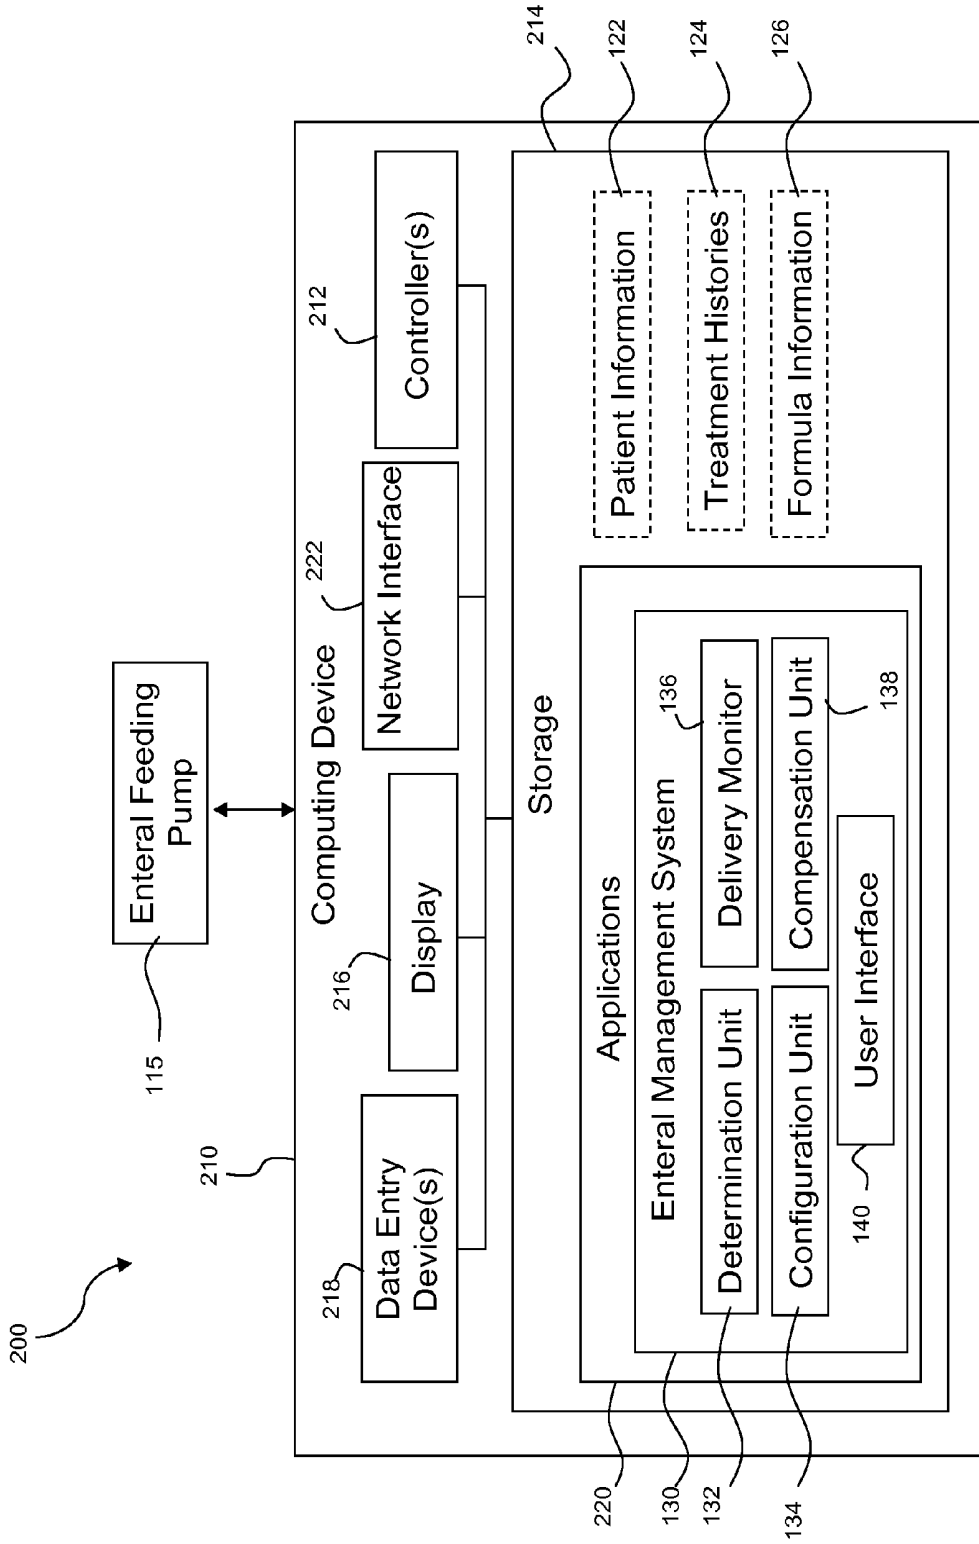 200
Enteral Feeding
Pump
115
210
Computing Device
218
Data Entry
Device(s)
216
Display
222
Network Interface
212
Controller(s)
214
Storage
Applications
220
Enteral Management System
130
Determination Unit
132
Delivery Monitor
136
Configuration Unit
134
Compensation Unit
138
User Interface
140
Patient Information
122
Treatment Histories
124
Formula Information
126